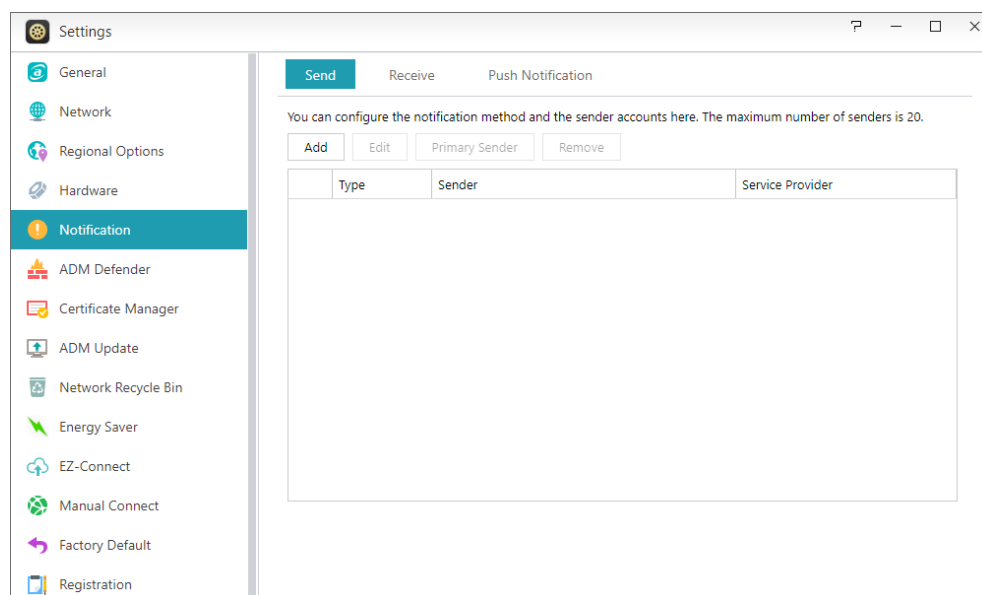 Settings
General
Network
Regional Options
Hardware
Notification
ADM Defender
Certificate Manager
ADM Update
Network Recycle Bin
Energy Saver
EZ-Connect
Manual Connect
Factory Default
Registration
Send Receive Push Notification
You can configure the notification method and the sender accounts here. The maximum number of senders is 20.
Add Edit Primary Sender Remove
Type Sender Service Provider